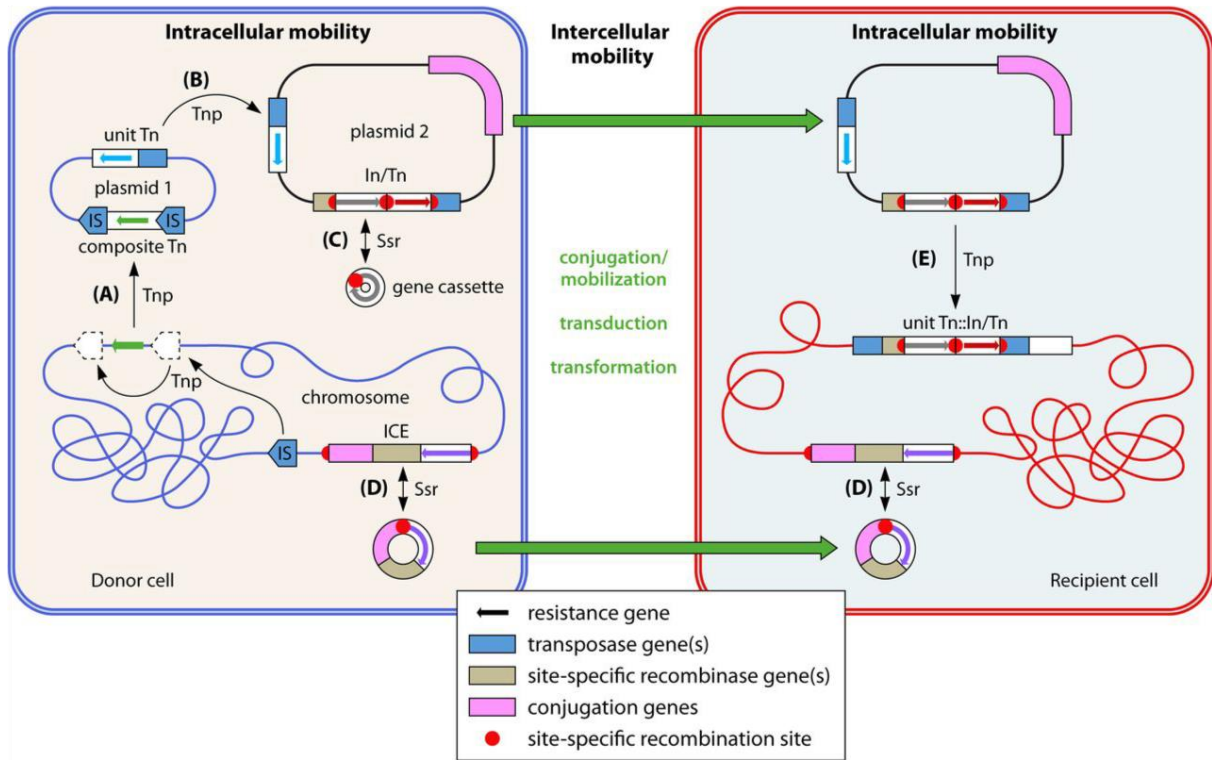 Intracellular mobility
(B)
Tnp
unit Tn
plasmid 1
IS
IS
composite Tn
(A)
Tnp
Tnp
plasmid 2
In/Tn
(C)
Ssr
gene cassette
chromosome
IS
ICE
(D)
Ssr
Donor cell
Intercellular
mobility
conjugation/
mobilization
transduction
transformation
Intracellular mobility
(E)
Tnp
unit Tn::In/Tn
(D)
Ssr
Recipient cell
resistance gene
transposase gene(s)
site-specific recombinase gene(s)
conjugation genes
site-specific recombination site